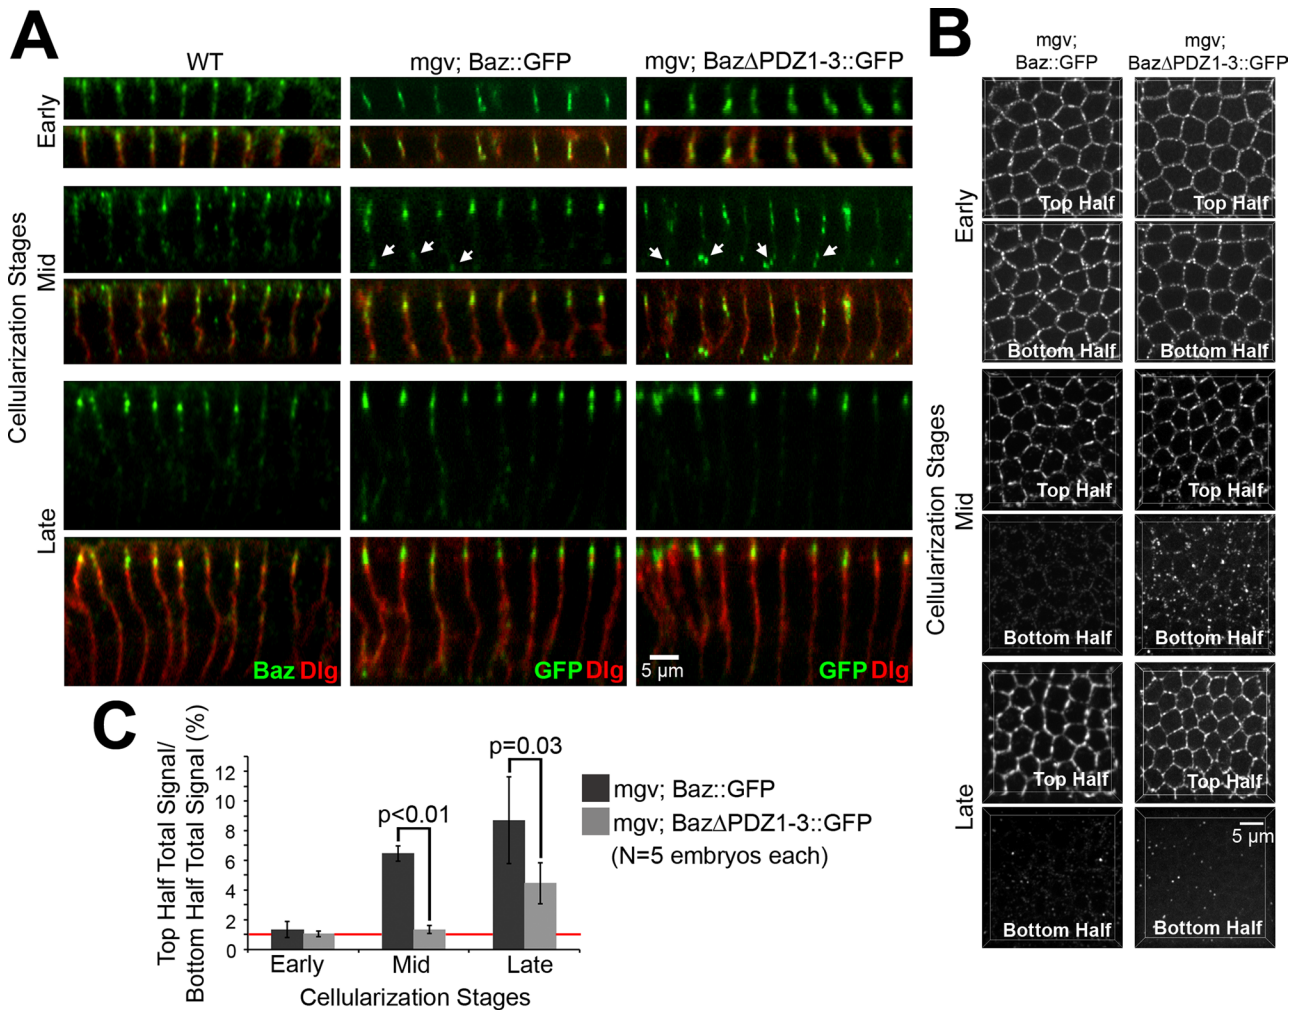 A
WT
mgv; Baz::GFP
mgv; BazΔPDZ1-3::GFP
Cellularization Stages
Early
Mid
Late
Baz Dlg
GFP Dlg
GFP Dlg
5 μm
B
mgv;
Baz::GFP
mgv;
BazΔPDZ1-3::GFP
Cellularization Stages
Early
Top Half
Top Half
Bottom Half
Bottom Half
Mid
Top Half
Top Half
Bottom Half
Bottom Half
Late
Top Half
Top Half
5 μm
Bottom Half
Bottom Half
C
Top Half Total Signal/
Bottom Half Total Signal (%)
12
10
8
6
4
2
0
p<0.01
p=0.03
Early
Mid
Late
Cellularization Stages
mgv; Baz::GFP
mgv; BazΔPDZ1-3::GFP
(N=5 embryos each)